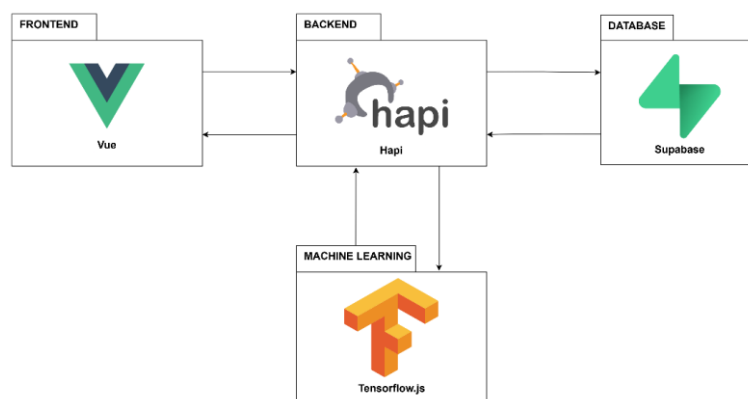 FRONTEND
BACKEND
DATABASE
hapi
Vue
Hapi
Supabase
MACHINE LEARNING
Tensorflow.js